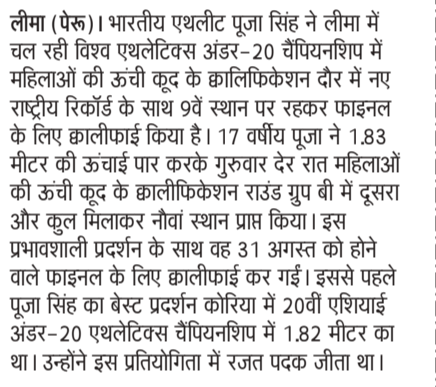 लीमा (पेरू)। भारतीय एथलीट पूजा सिंह ने लीमा में
चल रही विश्व एथलेटिक्स अंडर-20 चैंपियनशिप में
महिलाओं की ऊंची कूद के क्वालिफिकेशन दौर में नए
राष्ट्रीय रिकॉर्ड के साथ 9वें स्थान पर रहकर फाइनल
के लिए क्वालीफाई किया है। 17 वर्षीय पूजा ने 1.83
मीटर की ऊंचाई पार करके गुरुवार देर रात महिलाओं
की ऊंची कूद के क्वालीफिकेशन राउंड ग्रुप बी में दूसरा
और कुल मिलाकर नौवां स्थान प्राप्त किया। इस
प्रभावशाली प्रदर्शन के साथ वह 31 अगस्त को होने
वाले फाइनल के लिए क्वालीफाई कर गईं। इससे पहले
पूजा सिंह का बेस्ट प्रदर्शन कोरिया में 20वीं एशियाई
अंडर-20 एथलेटिक्स चैंपियनशिप में 1.82 मीटर का
था। उन्होंने इस प्रतियोगिता में रजत पदक जीता था।